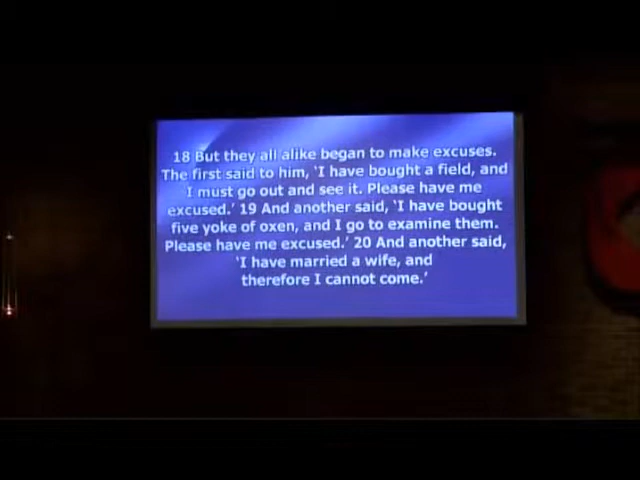 18 But they all alike began to make excuses.
The first said to him, ‘I have bought a field, and
I must go out and see it. Please have me
excused.’ 19 And another said, ‘I have bought
five yoke of oxen, and I go to examine them.
Please have me excused.’ 20 And another said,
‘I have married a wife, and
therefore I cannot come.’